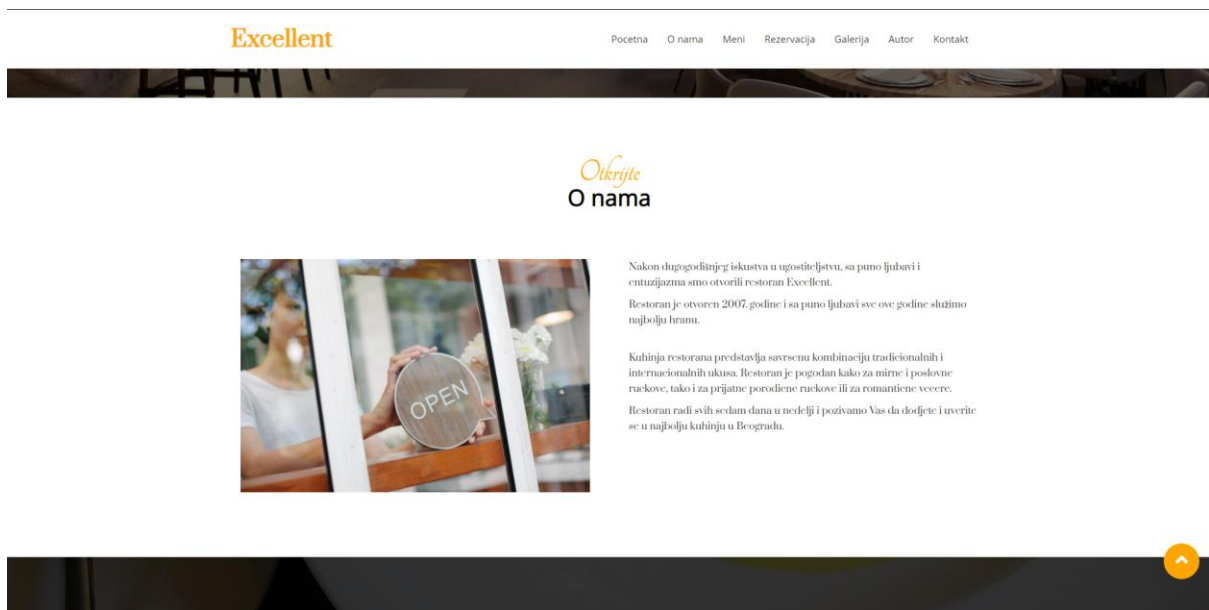 Excellent
Pocetna O nama Meni Rezervacija Galerija Autor Kontakt
Otkrijte
O nama
OPEN
Nakon dugogodišnjeg iskustva u ugostiteljstvu, sa puno ljubavi i
entuzijazma smo otvorili restoran Excellent.
Restoran je otvoren 2007. godine i sa puno ljubavi sve ove godine služimo
najbolju hranu.
Kuhinja restorana predstavlja savrsenu kombinaciju tradicionalnih i
internacionalnih ukusa. Restoran je pogodan kako za mirne i poslovne
ruckove, tako i za prijatne porodicne ruckove ili za romanticne vecere.
Restoran radi svih sedam dana u nedelji i pozivamo Vas da dodjete i uverite
se u najbolju kuhinju u Beogradu.